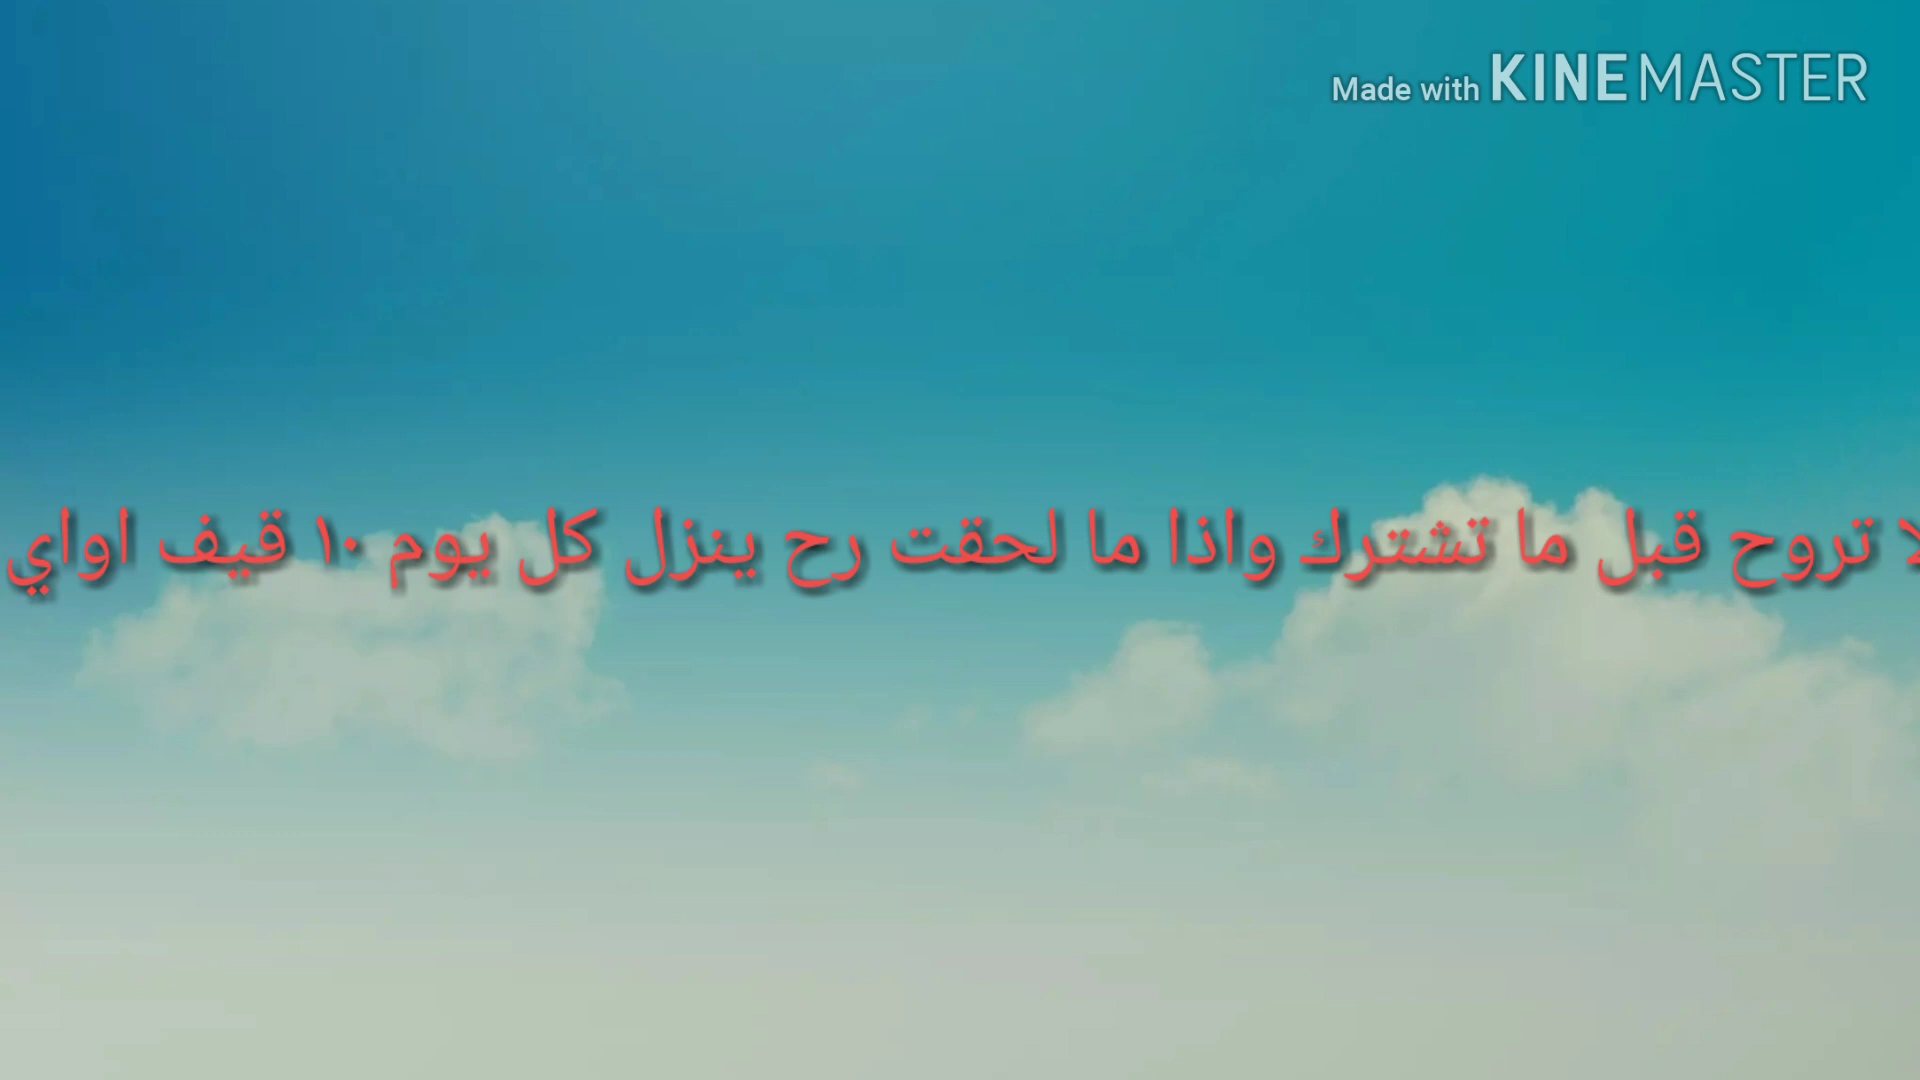 Made with KINEMASTER
لا تروح قبل ما تشترك واذا ما لحقت رح ينزل كل يوم ١٠ قيف اواي